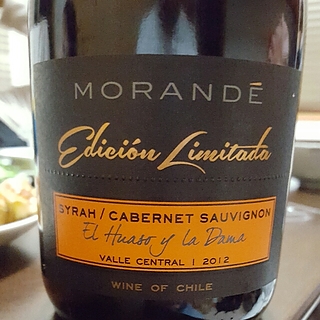 MORANDÉ
Edición Limitada
SYRAH / CABERNET SAUVIGNON
El Huaso y La Dama
VALLE CENTRAL | 2012
WINE OF CHILE